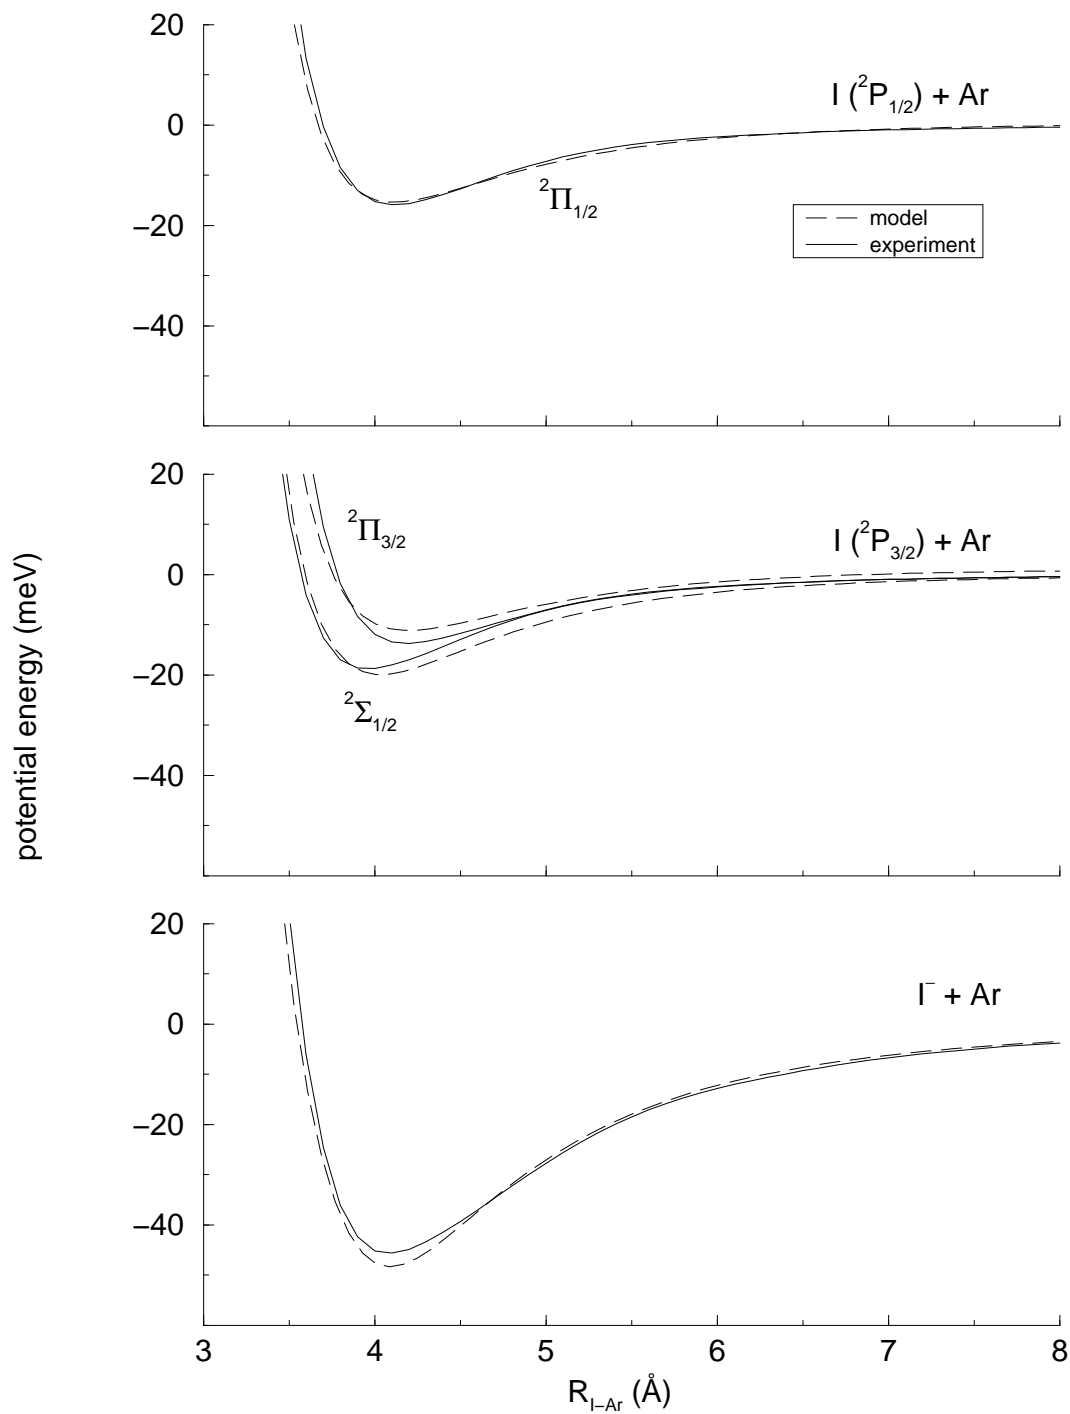 20
0
−20
−40
I (²P₁/₂) + Ar
²Π₁/₂
model
experiment
20
0
−20
−40
²Π₃/₂
I (²P₃/₂) + Ar
²Σ₁/₂
potential energy (meV)
20
0
−20
−40
I⁻ + Ar
3 4 5 6 7 8
R_I−Ar (Å)